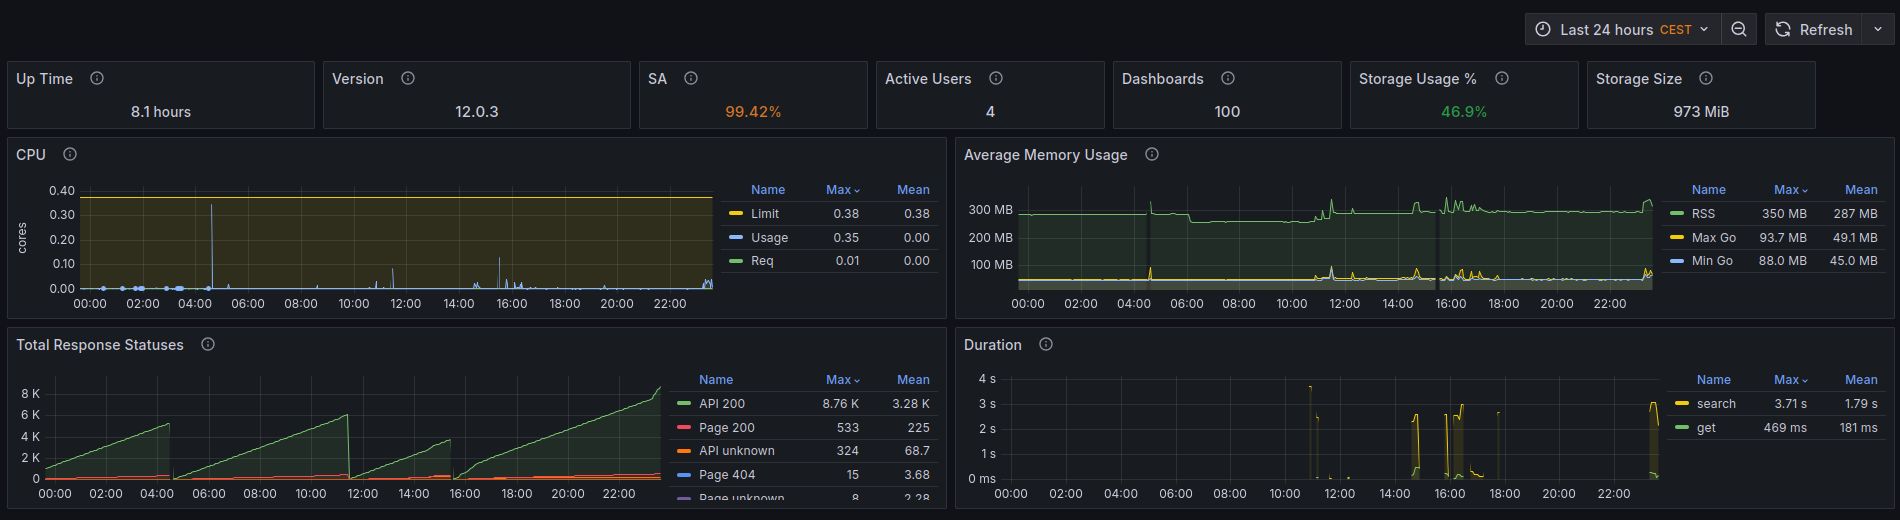 Last 24 hours CEST Refresh
Up Time
8.1 hours
Version
12.0.3
SA
99.42%
Active Users
4
Dashboards
100
Storage Usage %
46.9%
Storage Size
973 MiB
CPU
cores
0.40
0.30
0.20
0.10
0.00
00:00 02:00 04:00 06:00 08:00 10:00 12:00 14:00 16:00 18:00 20:00 22:00
Name Max Mean
Limit 0.38 0.38
Usage 0.35 0.00
Req 0.01 0.00
Average Memory Usage
300 MB
200 MB
100 MB
00:00 02:00 04:00 06:00 08:00 10:00 12:00 14:00 16:00 18:00 20:00 22:00
Name Max Mean
RSS 350 MB 287 MB
Max Go 93.7 MB 49.1 MB
Min Go 88.0 MB 45.0 MB
Total Response Statuses
8 K
6 K
4 K
2 K
0
00:00 02:00 04:00 06:00 08:00 10:00 12:00 14:00 16:00 18:00 20:00 22:00
Name Max Mean
API 200 8.76 K 3.28 K
Page 200 533 225
API unknown 324 68.7
Page 404 15 3.68
Page unknown 8 2.28
Duration
4 s
3 s
2 s
1 s
0 ms
00:00 02:00 04:00 06:00 08:00 10:00 12:00 14:00 16:00 18:00 20:00 22:00
Name Max Mean
search 3.71 s 1.79 s
get 469 ms 181 ms